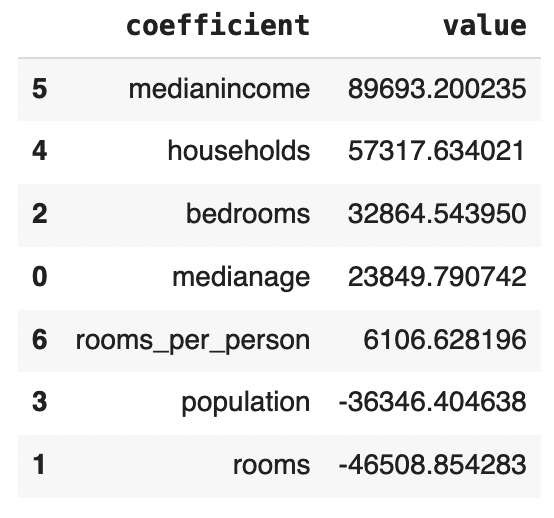 coefficient value
5 medianincome 89693.200235
4 households 57317.634021
2 bedrooms 32864.543950
0 medianage 23849.790742
6 rooms_per_person 6106.628196
3 population -36346.404638
1 rooms -46508.854283